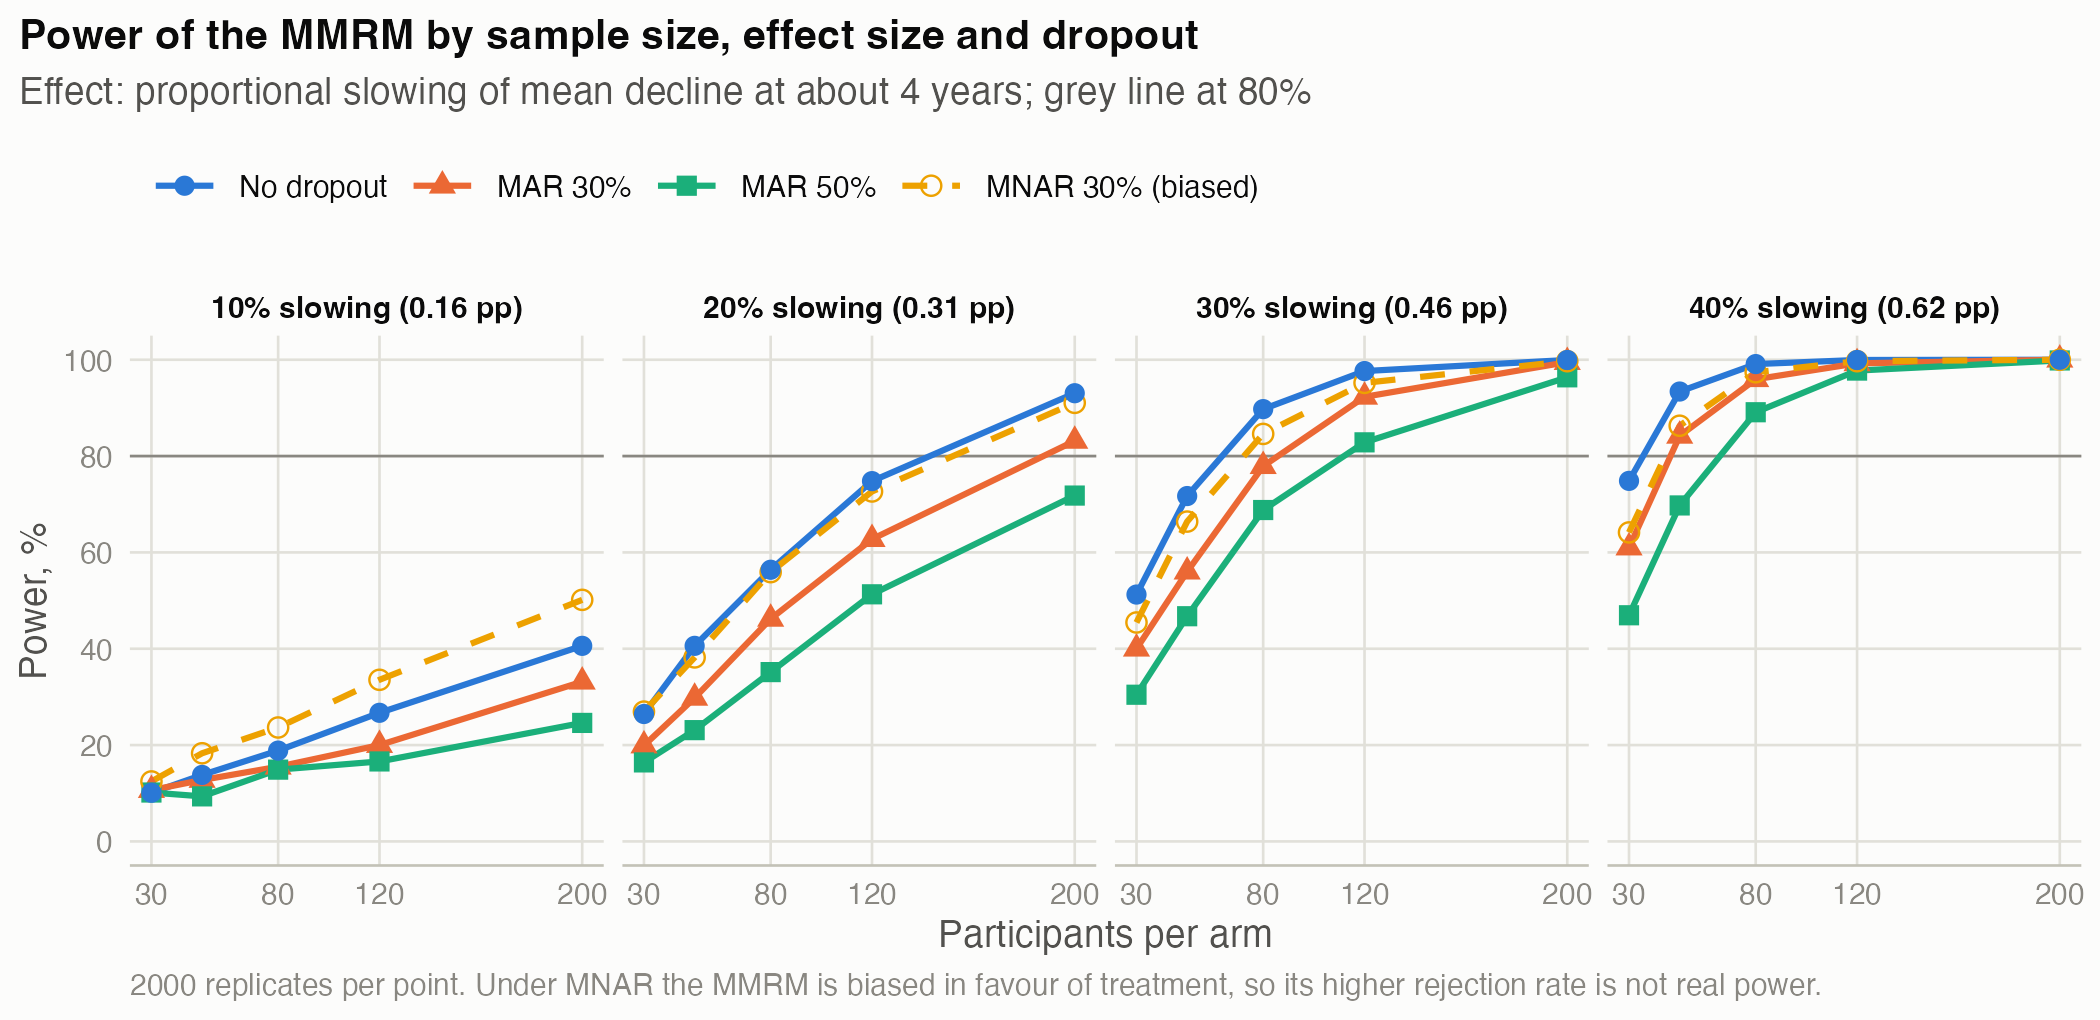 Power of the MMRM by sample size, effect size and dropout
Effect: proportional slowing of mean decline at about 4 years; grey line at 80%
No dropout MAR 30% MAR 50% MNAR 30% (biased)
10% slowing (0.16 pp) 20% slowing (0.31 pp) 30% slowing (0.46 pp) 40% slowing (0.62 pp)
100
80
60
40
20
0
Power, %
30 80 120 200 30 80 120 200 30 80 120 200 30 80 120 200
Participants per arm
2000 replicates per point. Under MNAR the MMRM is biased in favour of treatment, so its higher rejection rate is not real power.